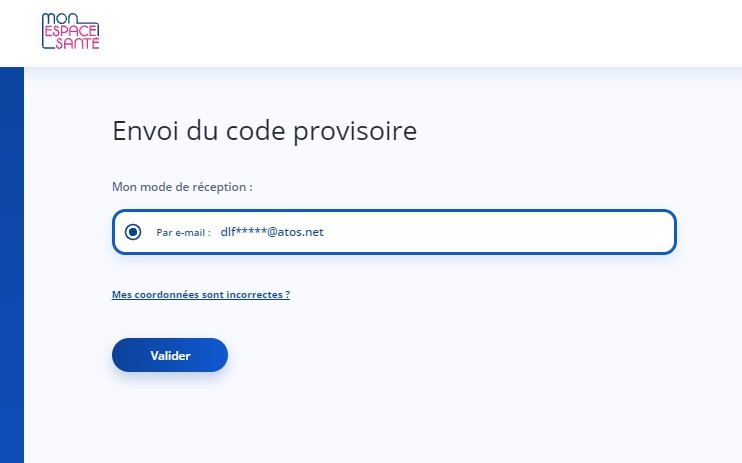 mon
ESPACE
SANTÉ
Envoi du code provisoire
Mon mode de réception :
Par e-mail : dlf*****@atos.net
Mes coordonnées sont incorrectes ?
Valider